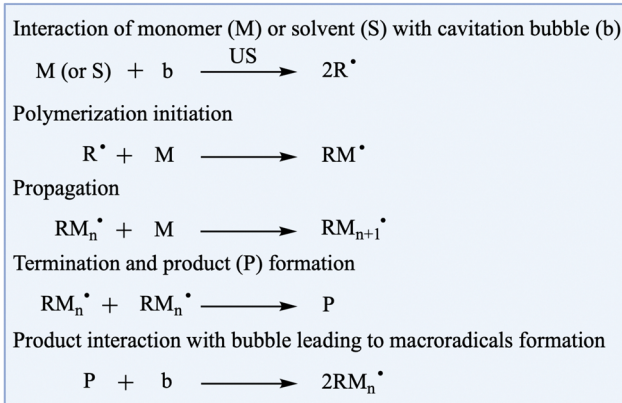 Interaction of monomer (M) or solvent (S) with cavitation bubble (b)
US
M (or S) + b ⟶ 2R•
Polymerization initiation
R• + M ⟶ RM•
Propagation
RMn• + M ⟶ RMn+1•
Termination and product (P) formation
RMn• + RMn• ⟶ P
Product interaction with bubble leading to macroradicals formation
P + b ⟶ 2RMn•